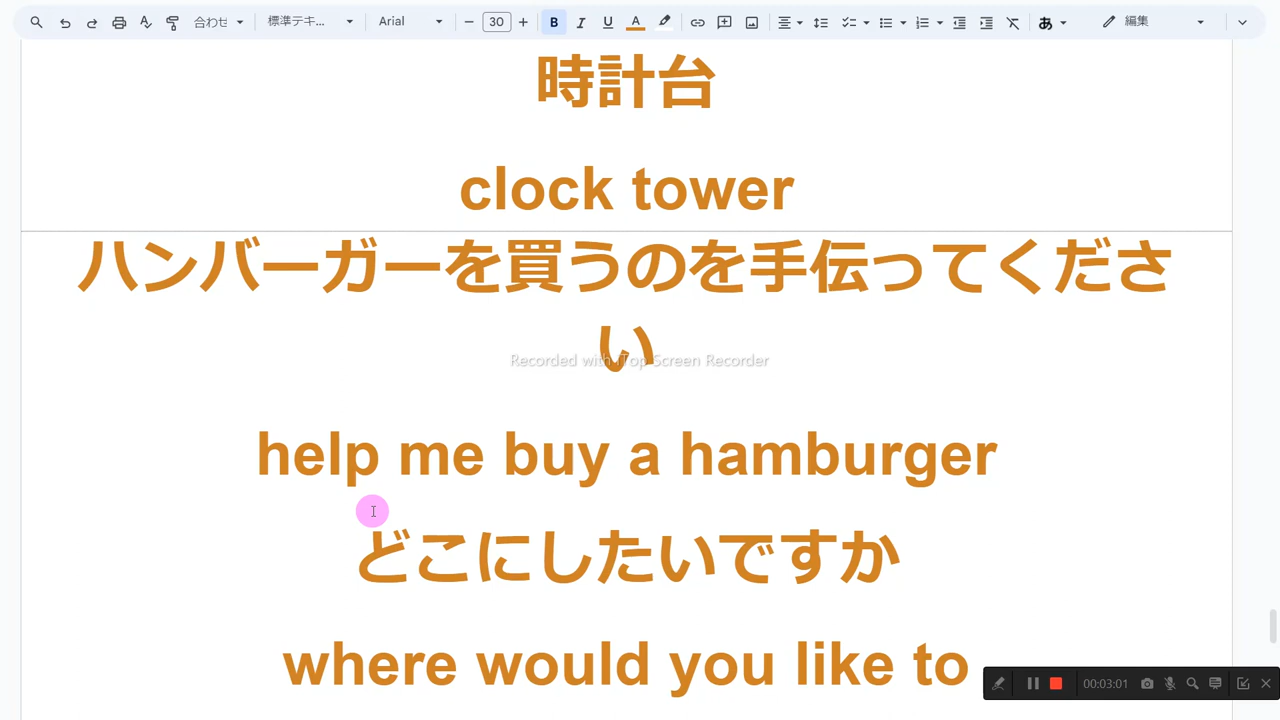 合わせ
標準テキ...
Arial
30
B
I
U
A
あ
編集
時計台
clock tower
ハンバーガーを買うのを手伝ってくださ
い
Recorded with iTop Screen Recorder
help me buy a hamburger
どこにしたいですか
where would you like to
00:03:01